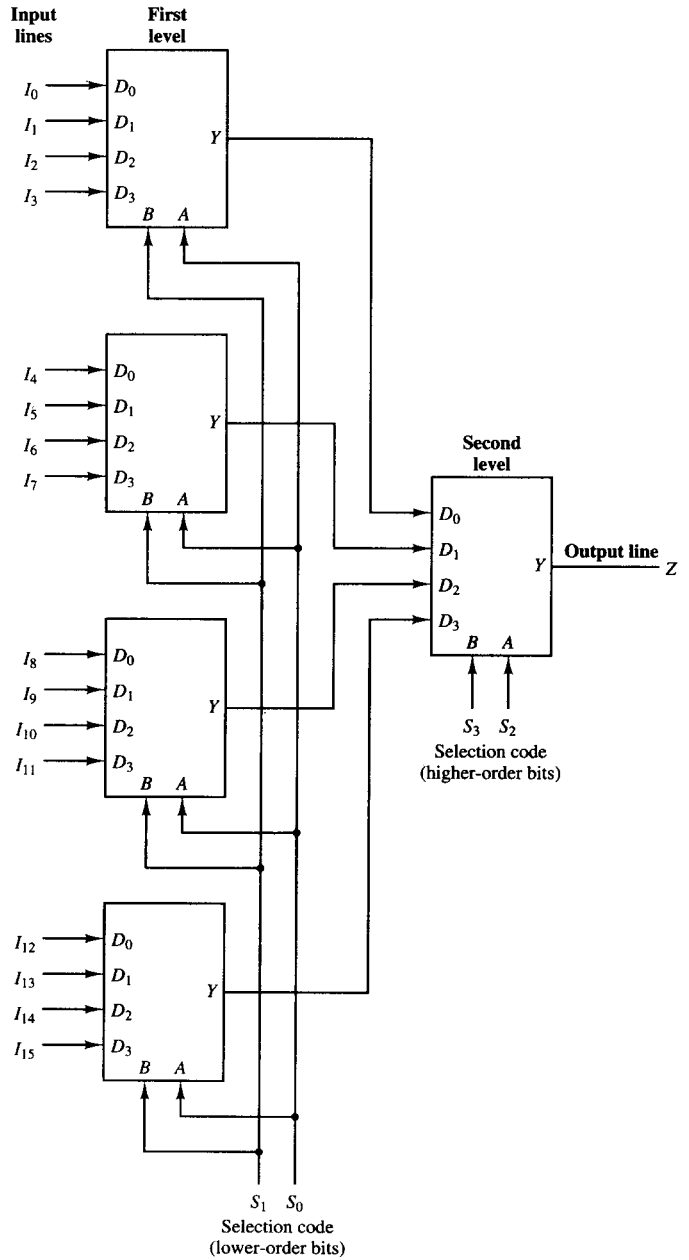 Input lines
First level
I₀ D₀
I₁ D₁
Y
I₂ D₂
I₃ D₃
B A
I₄ D₀
I₅ D₁
Y
I₆ D₂
I₇ D₃
B A
Second level
D₀
D₁
Y Output line Z
D₂
D₃
B A
S₃ S₂
Selection code
(higher-order bits)
I₈ D₀
I₉ D₁
Y
I₁₀ D₂
I₁₁ D₃
B A
I₁₂ D₀
I₁₃ D₁
Y
I₁₄ D₂
I₁₅ D₃
B A
S₁ S₀
Selection code
(lower-order bits)